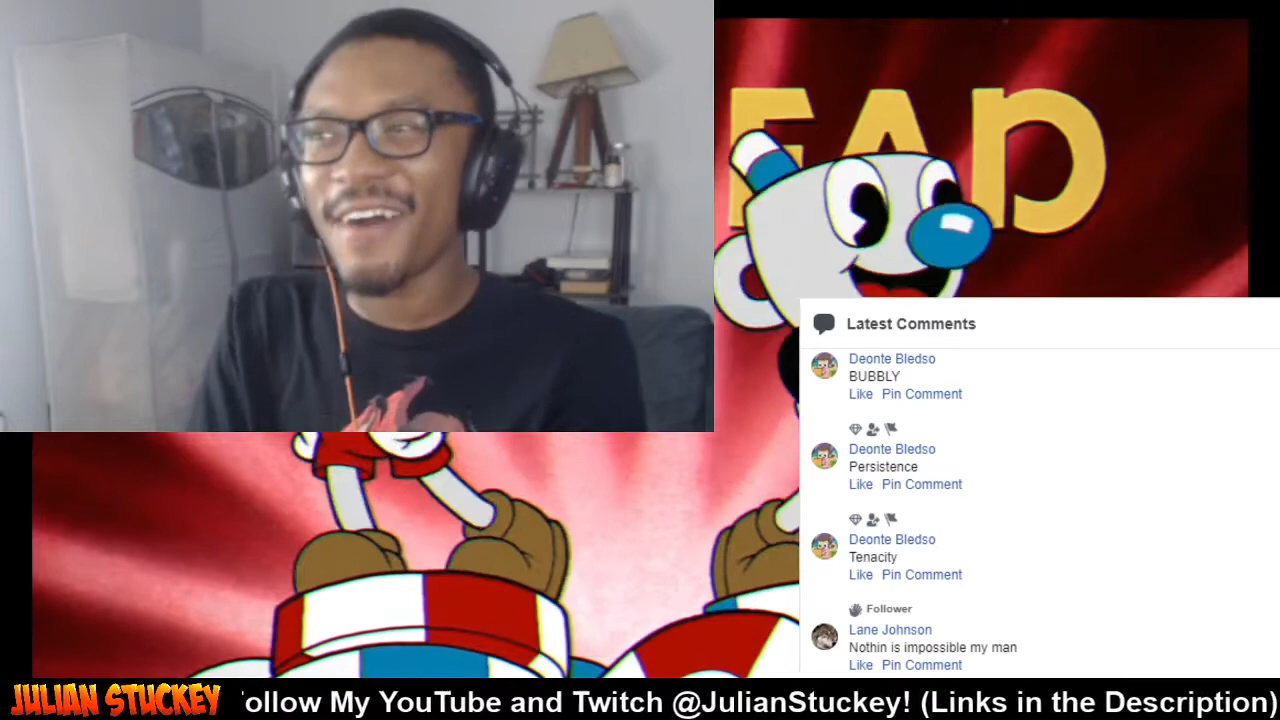 EAD
Latest Comments
Deonte Bledso
BUBBLY
Like Pin Comment
Deonte Bledso
Persistence
Like Pin Comment
Deonte Bledso
Tenacity
Like Pin Comment
Follower
Lane Johnson
Nothin is impossible my man
Like Pin Comment
JULIAN STUCKEY
ollow My YouTube and Twitch @JulianStuckey! (Links in the Description)